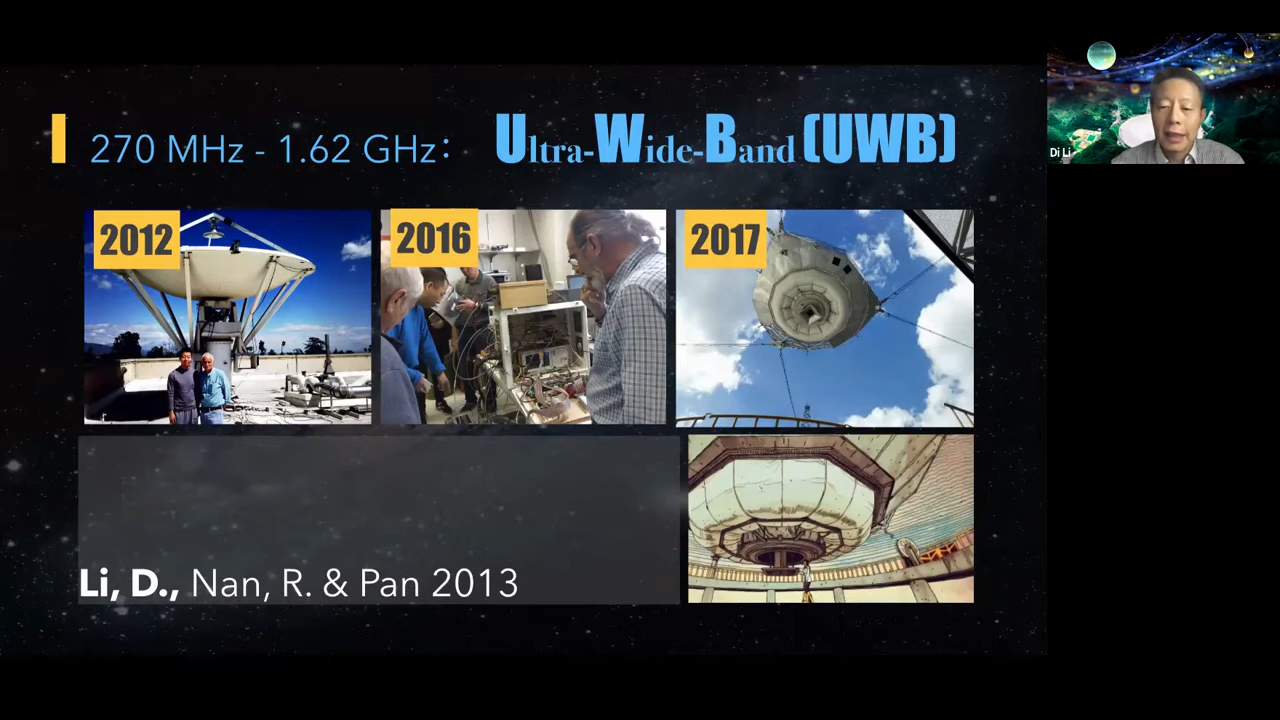 270 MHz - 1.62 GHz: Ultra-Wide-Band (UWB)
2012
2016
2017
Li, D., Nan, R. & Pan 2013
Di Li